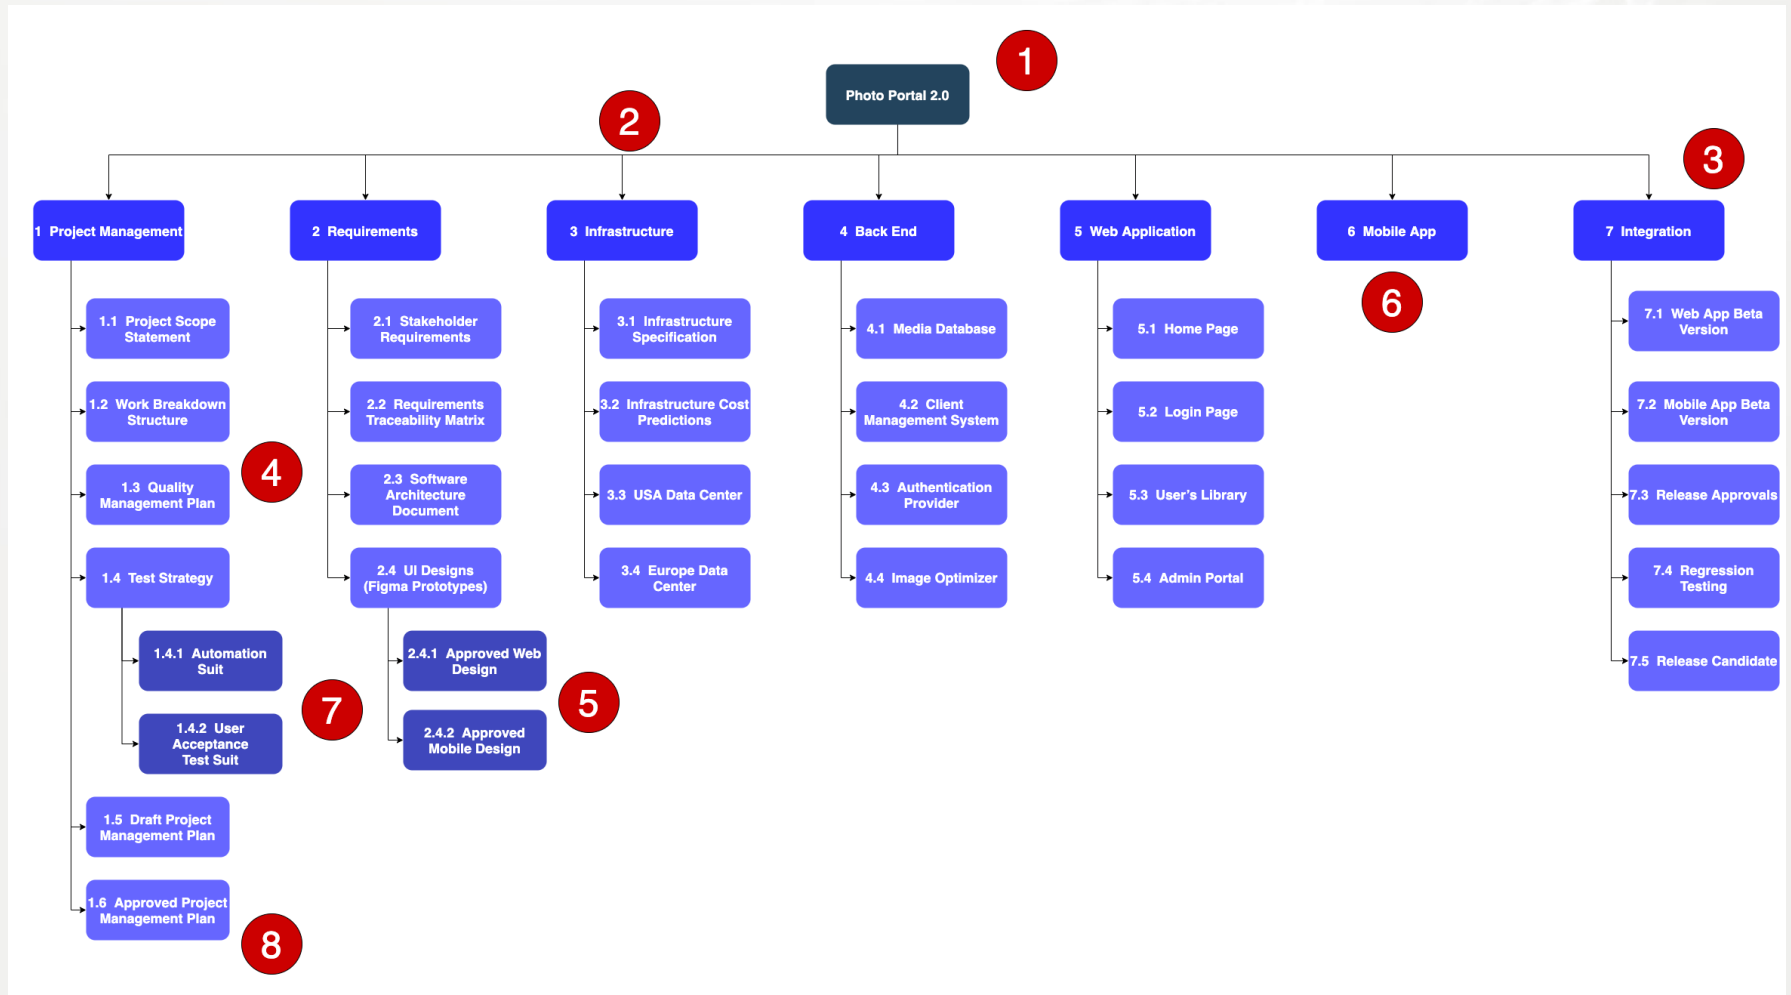 1
Photo Portal 2.0
2
3
1 Project Management
2 Requirements
3 Infrastructure
4 Back End
5 Web Application
6 Mobile App
7 Integration
1.1 Project Scope
Statement
1.2 Work Breakdown
Structure
1.3 Quality
Management Plan
4
1.4 Test Strategy
1.4.1 Automation
Suit
1.4.2 User
Acceptance
Test Suit
7
1.5 Draft Project
Management Plan
1.6 Approved Project
Management Plan
8
2.1 Stakeholder
Requirements
2.2 Requirements
Traceability Matrix
2.3 Software
Architecture
Document
2.4 UI Designs
(Figma Prototypes)
2.4.1 Approved Web
Design
2.4.2 Approved
Mobile Design
5
3.1 Infrastructure
Specification
3.2 Infrastructure Cost
Predictions
3.3 USA Data Center
3.4 Europe Data
Center
4.1 Media Database
4.2 Client
Management System
4.3 Authentication
Provider
4.4 Image Optimizer
5.1 Home Page
5.2 Login Page
5.3 User's Library
5.4 Admin Portal
6
7.1 Web App Beta
Version
7.2 Mobile App Beta
Version
7.3 Release Approvals
7.4 Regression
Testing
7.5 Release Candidate